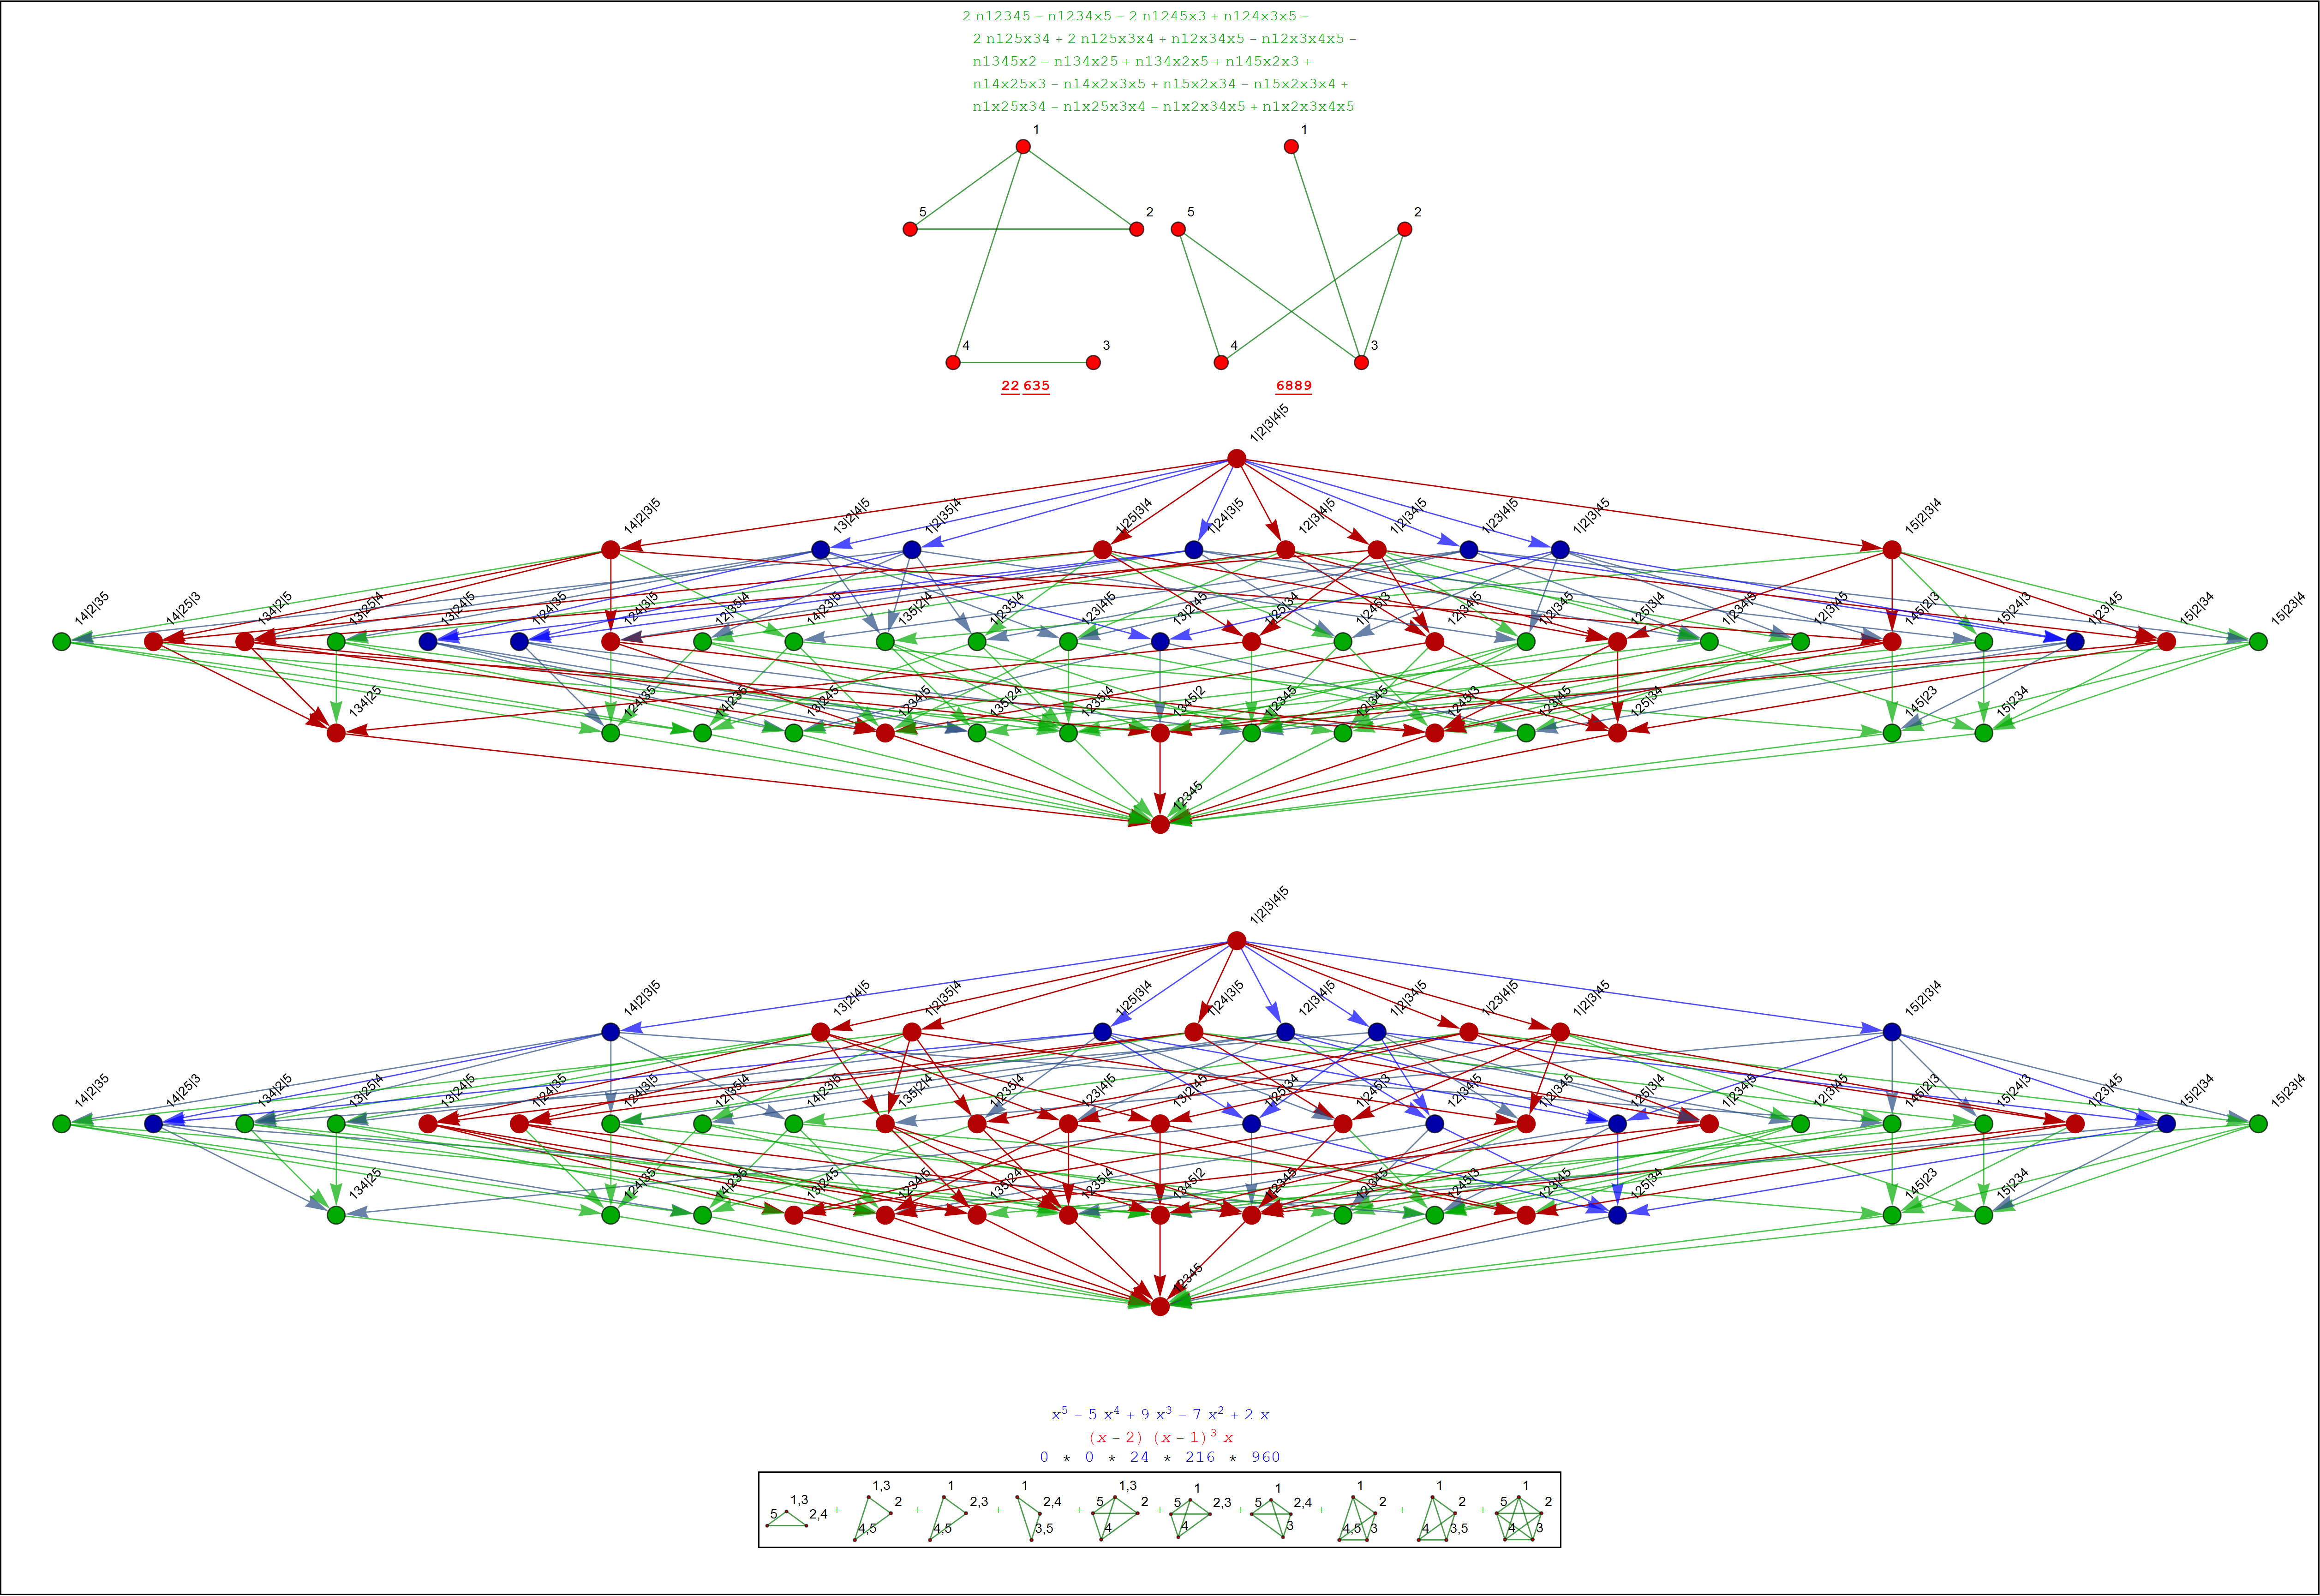 2 n12345 − n1234x5 − 2 n1245x3 + n124x3x5 −
2 n125x34 + 2 n125x3x4 + n12x34x5 − n12x3x4x5 −
n1345x2 − n134x25 + n134x2x5 + n145x2x3 +
n14x25x3 − n14x2x3x5 + n15x2x34 − n15x2x3x4 +
n1x25x34 − n1x25x3x4 − n1x2x34x5 + n1x2x3x4x5
1 1
5 2 5 2
4 3 4 3
22 635 6889
1|2|3|4|5
14|2|3|5 13|2|4|5 1|2|35|4 1|25|3|4 1|24|3|5 12|3|4|5 1|2|34|5 1|23|4|5 1|2|3|45 15|2|3|4
14|2|35 14|25|3 134|2|5 13|25|4 13|24|5 1|24|35 124|3|5 12|35|4 14|23|5 135|2|4 1|235|4 123|4|5 13|2|45 1|25|34 1|245|3 12|34|5 1|2|345 125|3|4 1|234|5 12|3|45 145|2|3 15|24|3 1|23|45 15|2|34 15|23|4
134|25 124|35 14|235 13|245 1234|5 135|24 1235|4 1345|2 1|2345 12|345 1245|3 123|45 125|34 145|23 15|234
12345
1|2|3|4|5
14|2|3|5 13|2|4|5 1|2|35|4 1|25|3|4 1|24|3|5 12|3|4|5 1|2|34|5 1|23|4|5 1|2|3|45 15|2|3|4
14|2|35 14|25|3 134|2|5 13|25|4 13|24|5 1|24|35 124|3|5 12|35|4 14|23|5 135|2|4 1|235|4 123|4|5 13|2|45 1|25|34 1|245|3 12|34|5 1|2|345 125|3|4 1|234|5 12|3|45 145|2|3 15|24|3 1|23|45 15|2|34 15|23|4
134|25 124|35 14|235 13|245 1234|5 135|24 1235|4 1345|2 1|2345 12|345 1245|3 123|45 125|34 145|23 15|234
12345
x⁵ − 5 x⁴ + 9 x³ − 7 x² + 2 x
(x − 2) (x − 1)³ x
0 * 0 * 24 * 216 * 960
5 1,3 2,4 + 1,3 2 4,5 + 1 2,3 4,5 + 1 2,4 3,5 + 5 1,3 2 4 + 5 1 2,3 4 + 5 1 2,4 3 + 1 2 4,5 3 + 1 2 4 3,5 + 5 1 2 4 3